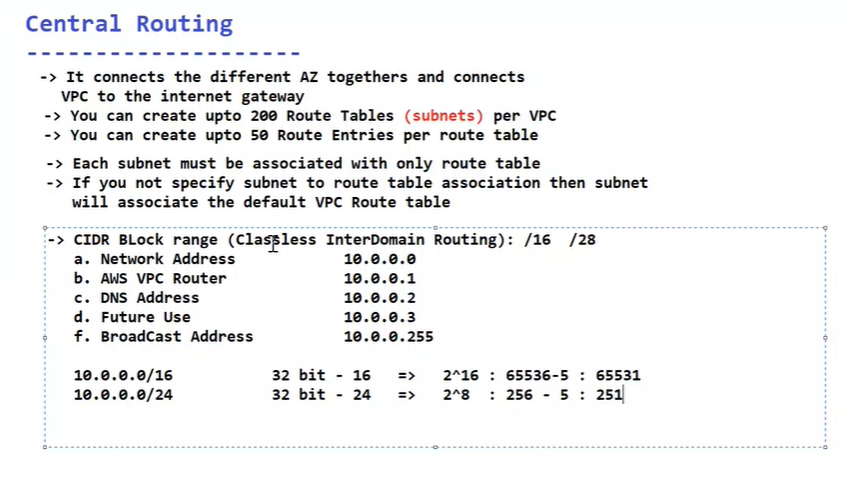 Central Routing
--------------------
-> It connects the different AZ togethers and connects
VPC to the internet gateway
-> You can create upto 200 Route Tables (subnets) per VPC
-> You can create upto 50 Route Entries per route table
-> Each subnet must be associated with only route table
-> If you not specify subnet to route table association then subnet
will associate the default VPC Route table
-> CIDR BLock range (Classless InterDomain Routing): /16 /28
a. Network Address 10.0.0.0
b. AWS VPC Router 10.0.0.1
c. DNS Address 10.0.0.2
d. Future Use 10.0.0.3
f. BroadCast Address 10.0.0.255
10.0.0.0/16 32 bit - 16 => 2^16 : 65536-5 : 65531
10.0.0.0/24 32 bit - 24 => 2^8 : 256 - 5 : 251